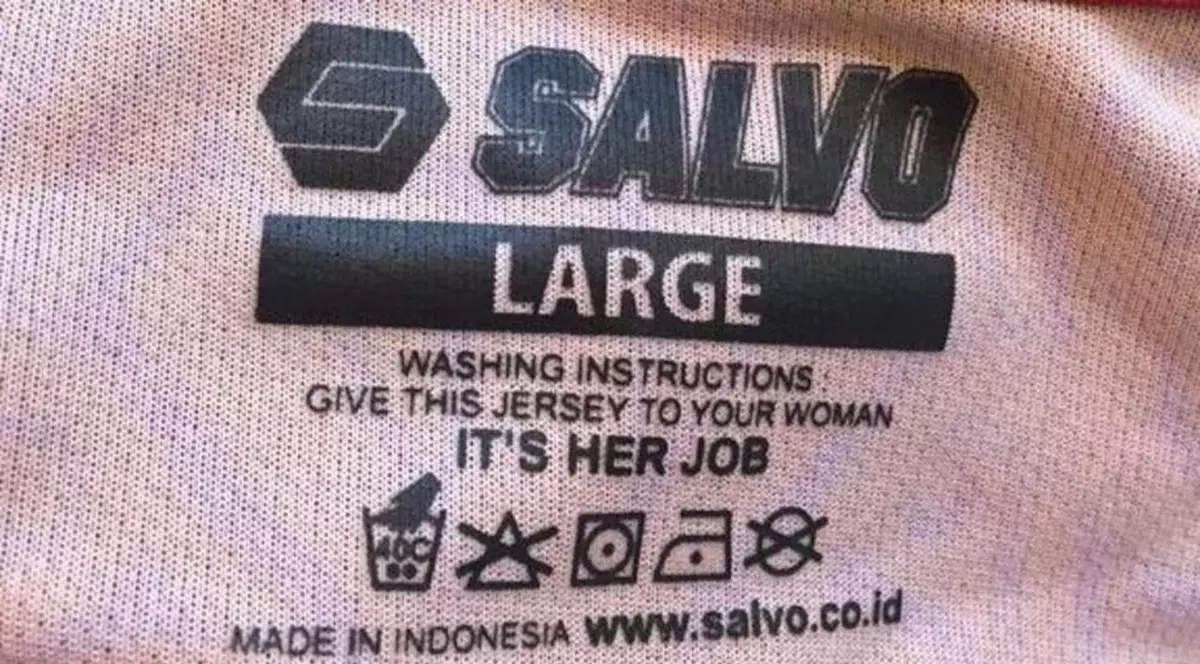 SALVO
LARGE
WASHING INSTRUCTIONS :
GIVE THIS JERSEY TO YOUR WOMAN
IT'S HER JOB
40C
MADE IN INDONESIA www.salvo.co.id